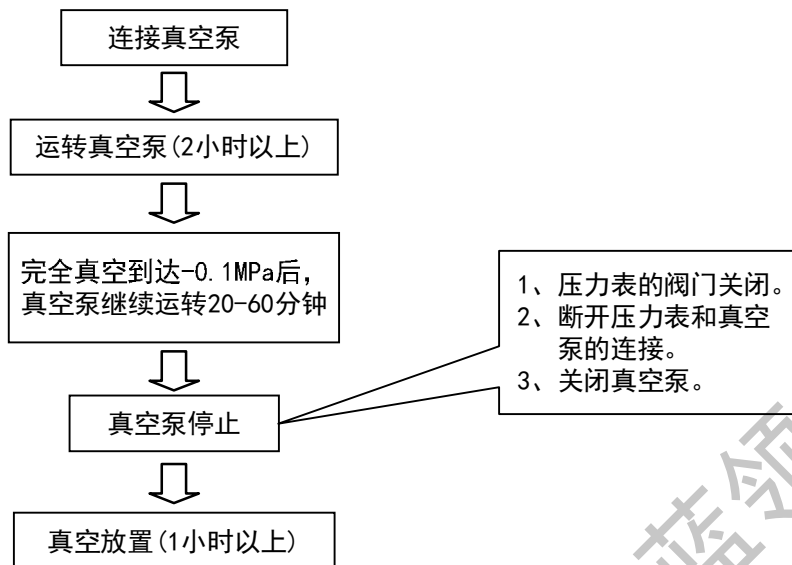 连接真空泵
运转真空泵(2小时以上)
完全真空到达-0.1MPa后，
真空泵继续运转20-60分钟
真空泵停止
1、压力表的阀门关闭。
2、断开压力表和真空
泵的连接。
3、关闭真空泵。
真空放置(1小时以上)
蓝领